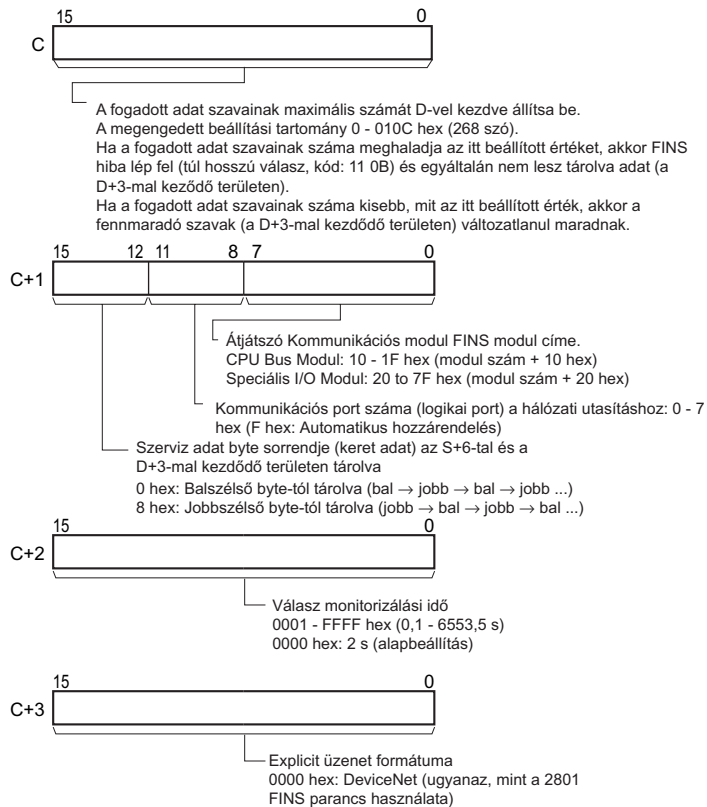 15 0
C
A fogadott adat szavainak maximális számát D-vel kezdve állítsa be.
A megengedett beállítási tartomány 0 - 010C hex (268 szó).
Ha a fogadott adat szavainak száma meghaladja az itt beállított értéket, akkor FINS
hiba lép fel (túl hosszú válasz, kód: 11 0B) és egyáltalán nem lesz tárolva adat (a
D+3-mal keződő területen).
Ha a fogadott adat szavainak száma kisebb, mit az itt beállított érték, akkor a
fennmaradó szavak (a D+3-mal kezdődő területen) változatlanul maradnak.
15 12 11 8 7 0
C+1
Átjátszó Kommunikációs modul FINS modul címe.
CPU Bus Modul: 10 - 1F hex (modul szám + 10 hex)
Speciális I/O Modul: 20 to 7F hex (modul szám + 20 hex)
Kommunikációs port száma (logikai port) a hálózati utasításhoz: 0 - 7
hex (F hex: Automatikus hozzárendelés)
Szerviz adat byte sorrendje (keret adat) az S+6-tal és a
D+3-mal kezdődő területen tárolva
0 hex: Balszélső byte-tól tárolva (bal → jobb → bal → jobb ...)
8 hex: Jobbszélső byte-tól tárolva (jobb → bal → jobb → bal ...)
15 0
C+2
Válasz monitorizálási idő
0001 - FFFF hex (0,1 - 6553,5 s)
0000 hex: 2 s (alapbeállítás)
15 0
C+3
Explicit üzenet formátuma
0000 hex: DeviceNet (ugyanaz, mint a 2801
FINS parancs használata)